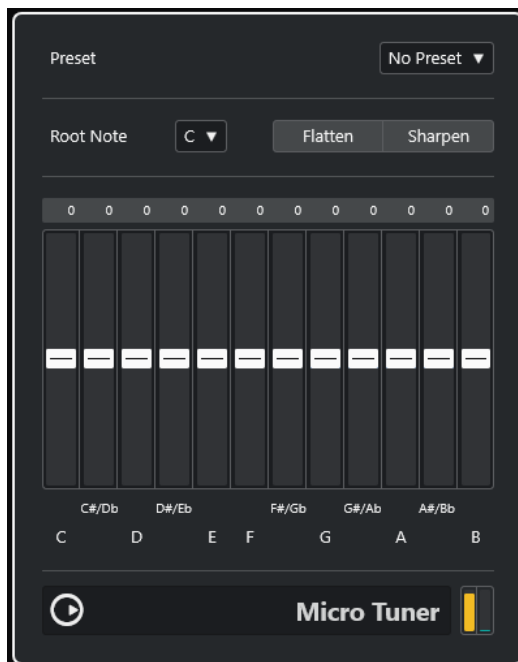 Preset No Preset
Root Note C Flatten Sharpen
0 0 0 0 0 0 0 0 0 0 0 0
C#/Db D#/Eb F#/Gb G#/Ab A#/Bb
C D E F G A B
Micro Tuner